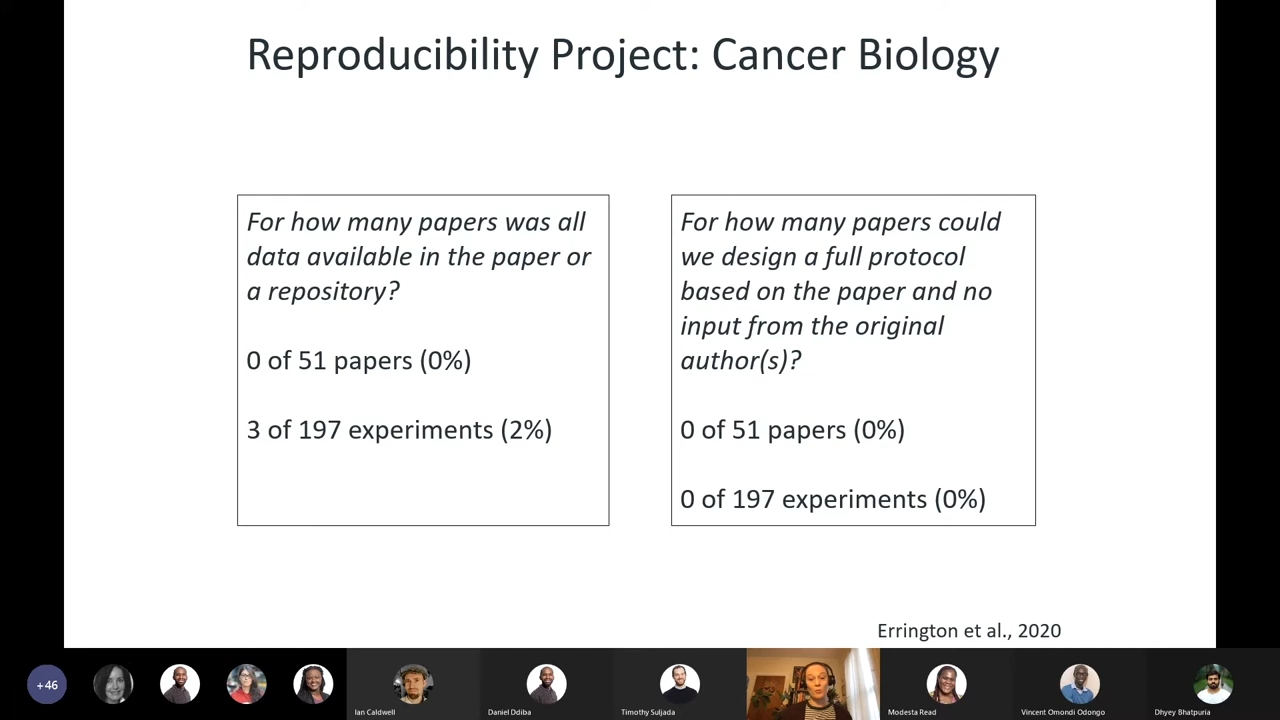 Reproducibility Project: Cancer Biology
For how many papers was all
data available in the paper or
a repository?
0 of 51 papers (0%)
3 of 197 experiments (2%)
For how many papers could
we design a full protocol
based on the paper and no
input from the original
author(s)?
0 of 51 papers (0%)
0 of 197 experiments (0%)
Errington et al., 2020
+46
Ian Caldwell
Daniel Ddiba
Timothy Suljada
Modesta Read
Vincent Omondi Odongo
Dhyey Bhatpuria